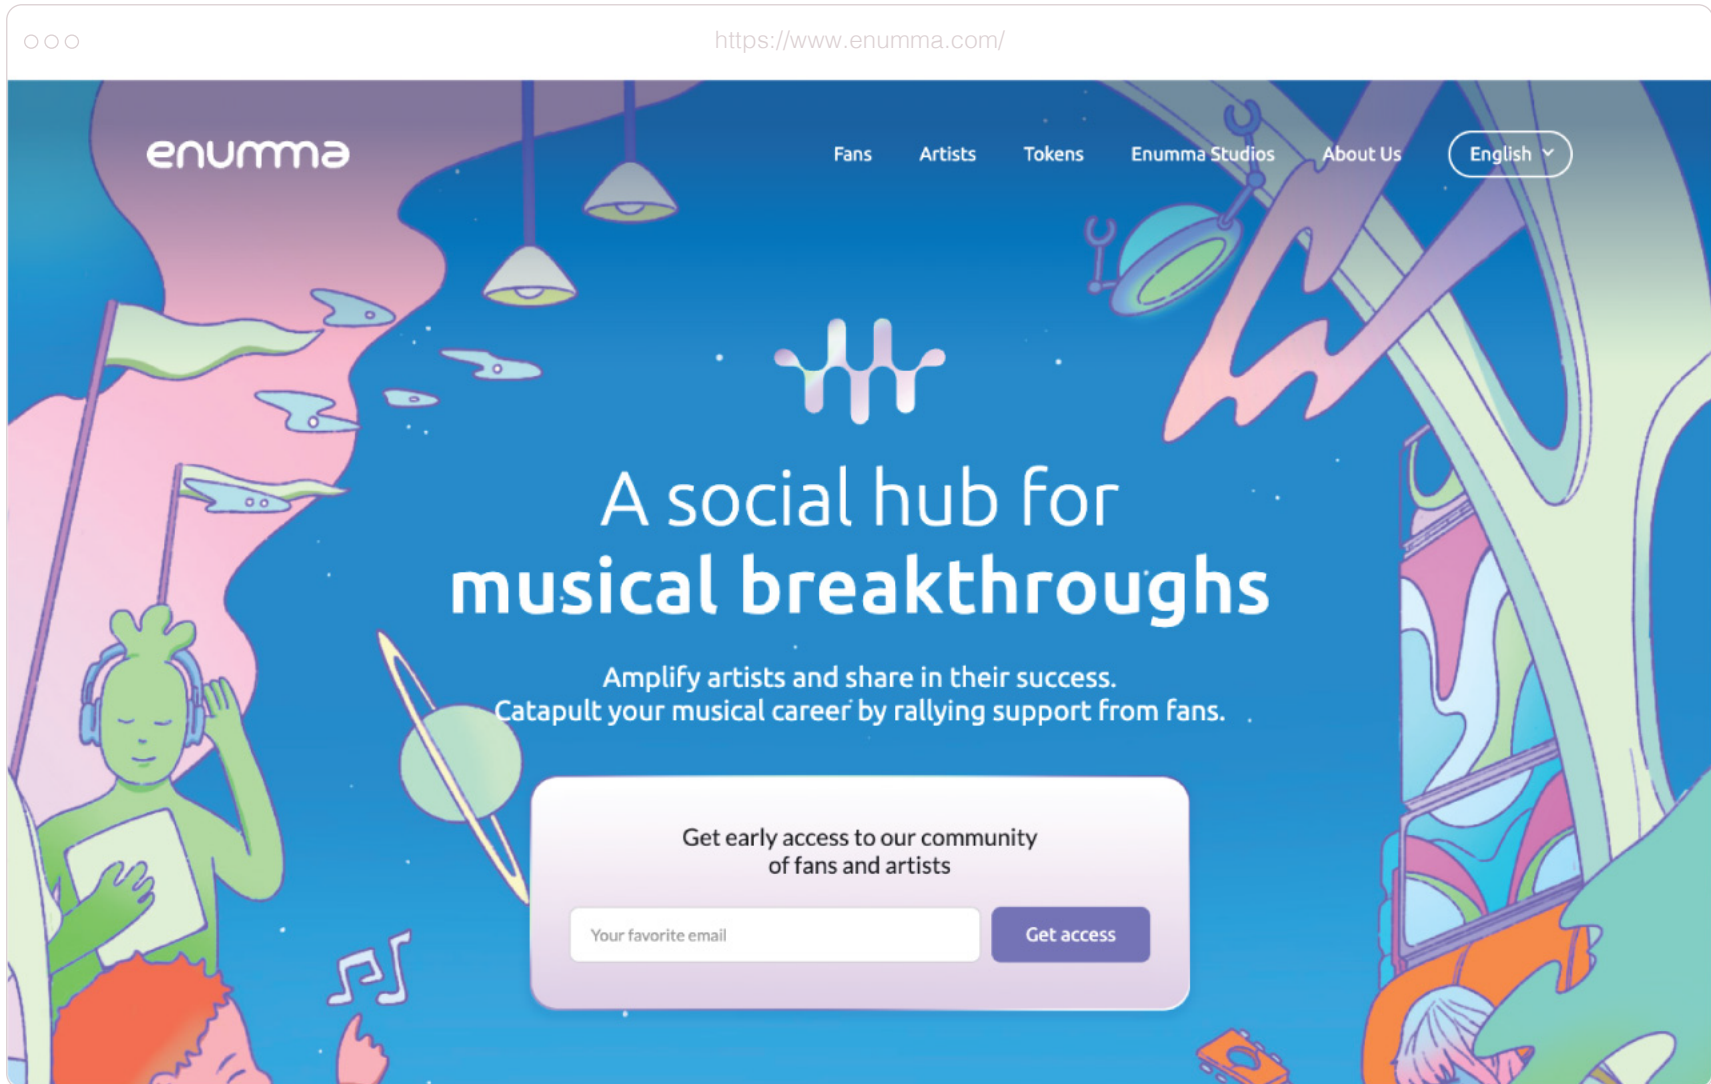 https://www.enumma.com/
enumma
Fans Artists Tokens Enumma Studios About Us English
A social hub for
musical breakthroughs
Amplify artists and share in their success.
Catapult your musical career by rallying support from fans.
Get early access to our community
of fans and artists
Your favorite email Get access